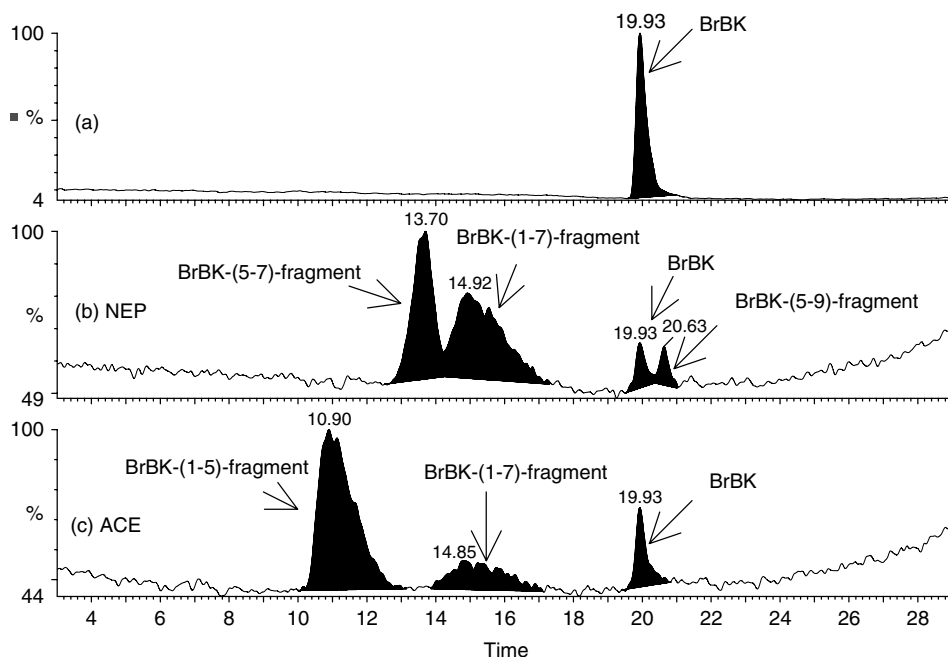 100
19.93
BrBK
%
(a)
4
100
13.70
BrBK-(5-7)-fragment
14.92
BrBK-(1-7)-fragment
BrBK
BrBK-(5-9)-fragment
% (b) NEP
19.93
20.63
49
100
10.90
BrBK-(1-5)-fragment
BrBK-(1-7)-fragment
BrBK
19.93
%
(c) ACE
14.85
44
4 6 8 10 12 14 16 18 20 22 24 26 28
Time